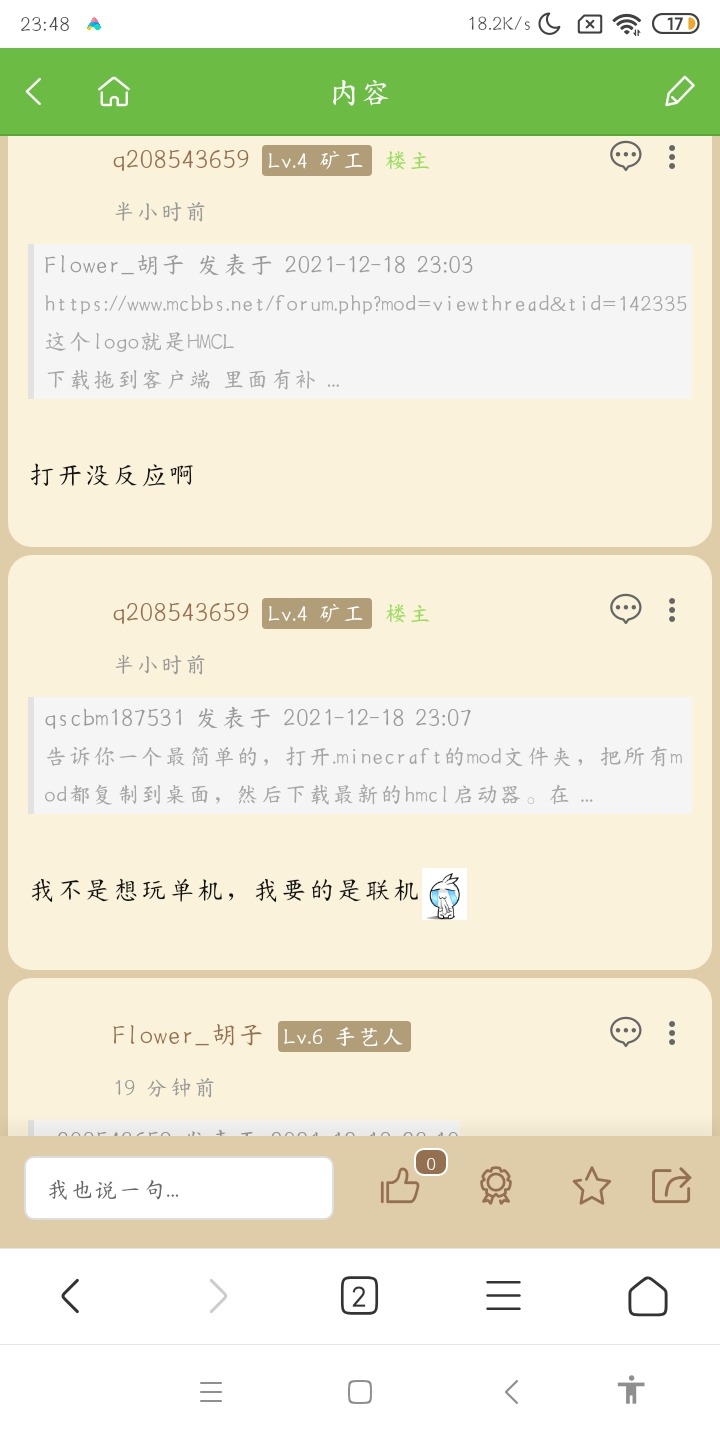 23:48
18.2K/s
17
内容
q208543659 Lv.4 矿工 楼主
半小时前
Flower_胡子 发表于 2021-12-18 23:03
https://www.mcbbs.net/forum.php?mod=viewthread&tid=142335
这个logo就是HMCL
下载拖到客户端 里面有补 ...
打开没反应啊
q208543659 Lv.4 矿工 楼主
半小时前
qscbm187531 发表于 2021-12-18 23:07
告诉你一个最简单的，打开.minecraft的mod文件夹，把所有m
od都复制到桌面，然后下载最新的hmcl启动器。在 ...
我不是想玩单机，我要的是联机
Flower_胡子 Lv.6 手艺人
19 分钟前
0
我也说一句...
2